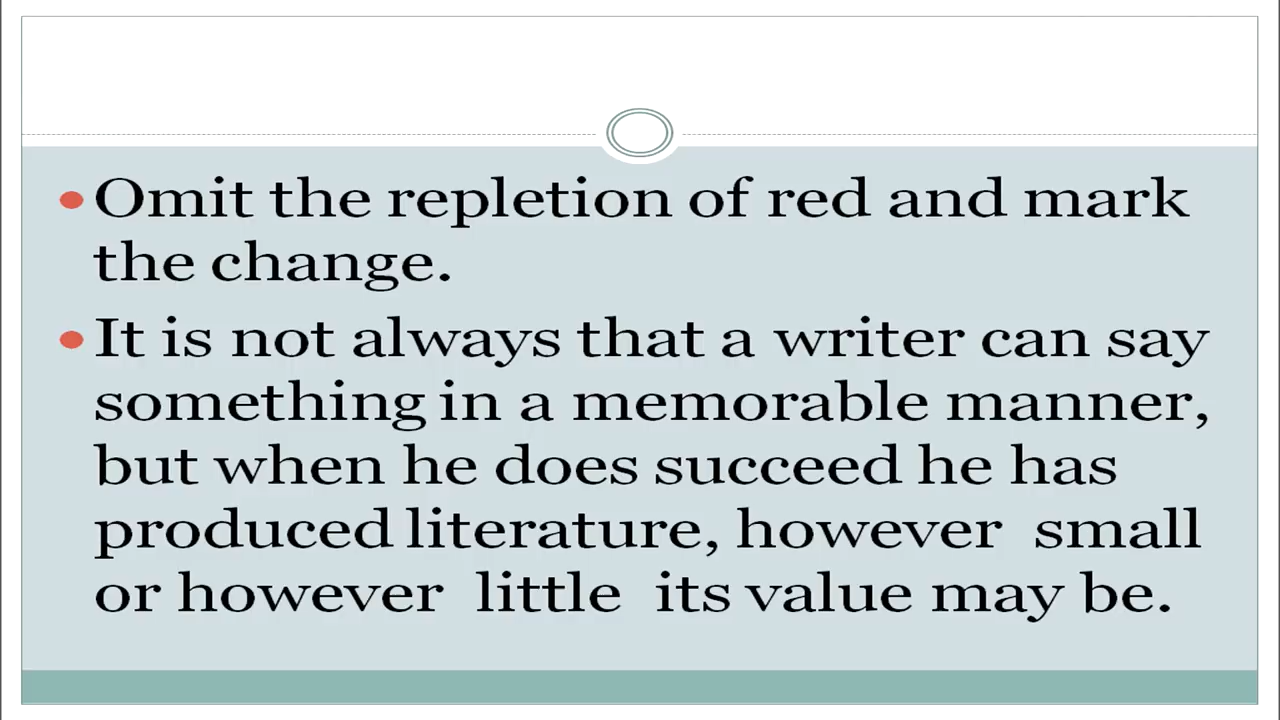 Omit the repletion of red and mark
the change.
It is not always that a writer can say
something in a memorable manner,
but when he does succeed he has
produced literature, however small
or however little its value may be.